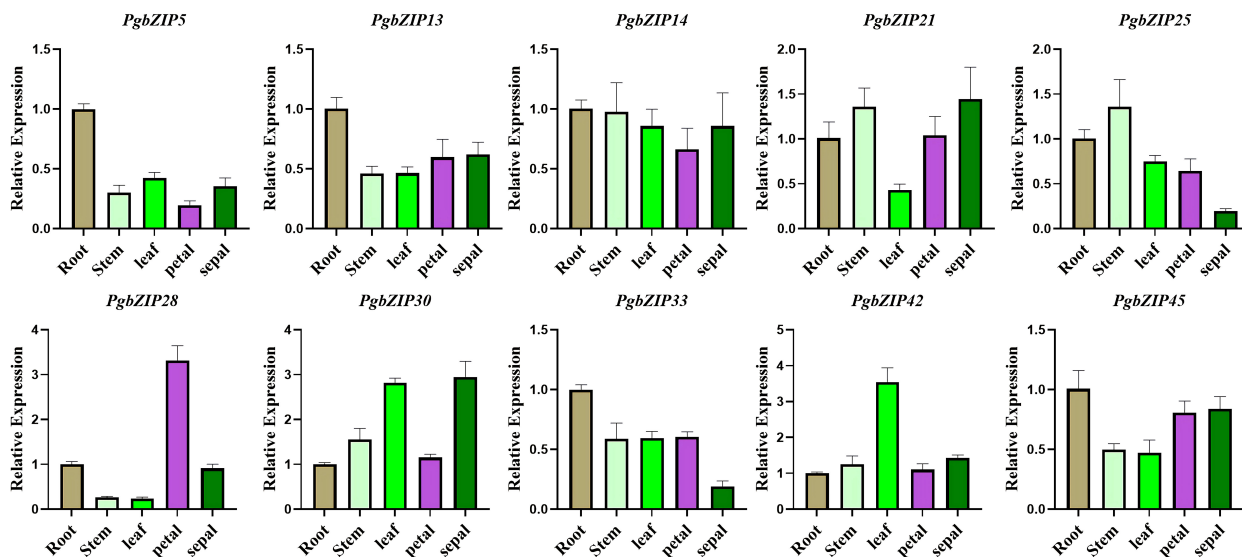 PgbZIP5
Relative Expression
1.5
1.0
0.5
0.0
Root
Stem
leaf
petal
sepal
PgbZIP13
Relative Expression
1.5
1.0
0.5
0.0
Root
Stem
leaf
petal
sepal
PgbZIP14
Relative Expression
1.5
1.0
0.5
0.0
Root
Stem
leaf
petal
sepal
PgbZIP21
Relative Expression
2.0
1.5
1.0
0.5
0.0
Root
Stem
leaf
petal
sepal
PgbZIP25
Relative Expression
2.0
1.5
1.0
0.5
0.0
Root
Stem
leaf
petal
sepal
PgbZIP28
Relative Expression
4
3
2
1
0
Root
Stem
leaf
petal
sepal
PgbZIP30
Relative Expression
4
3
2
1
0
Root
Stem
leaf
petal
sepal
PgbZIP33
Relative Expression
1.5
1.0
0.5
0.0
Root
Stem
leaf
petal
sepal
PgbZIP42
Relative Expression
5
4
3
2
1
0
Root
Stem
leaf
petal
sepal
PgbZIP45
Relative Expression
1.5
1.0
0.5
0.0
Root
Stem
leaf
petal
sepal